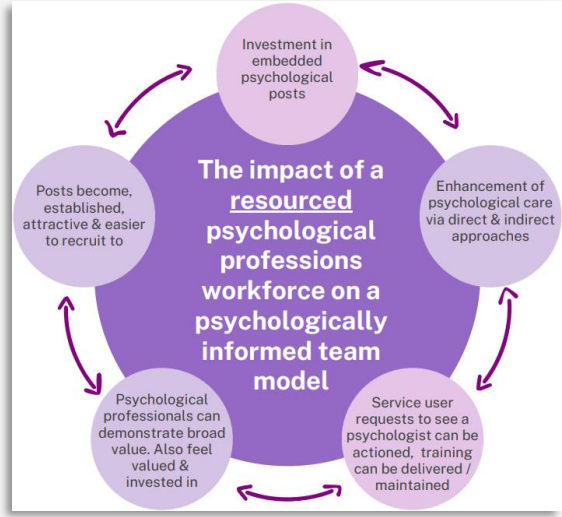 Investment in
embedded
psychological
posts
Enhancement of
psychological care
via direct & indirect
approaches
Service user
requests to see a
psychologist can be
actioned, training
can be delivered /
maintained
Psychological
professionals can
demonstrate broad
value. Also feel
valued &
invested in
Posts become,
established,
attractive & easier
to recruit to
The impact of a
resourced
psychological
professions
workforce on a
psychologically
informed team
model